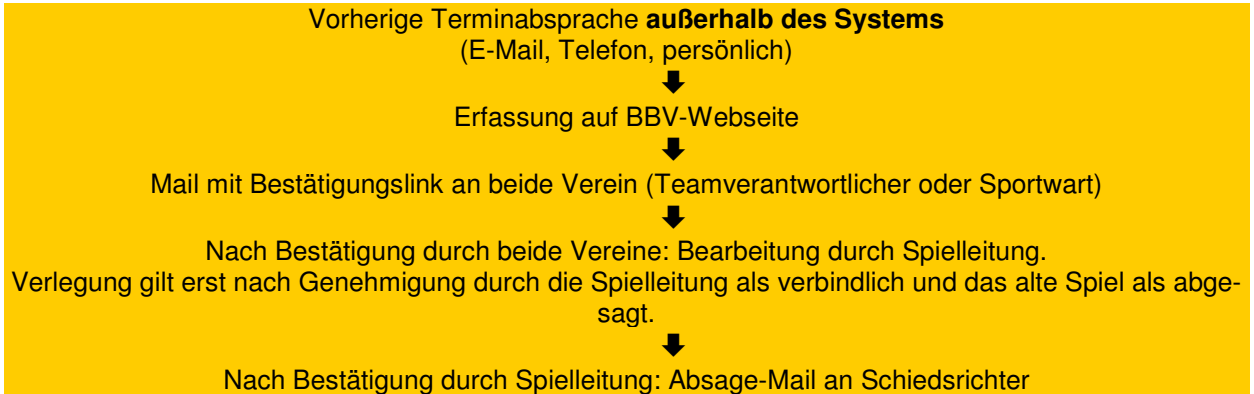 Vorherige Terminabsprache außerhalb des Systems
(E-Mail, Telefon, persönlich)
Erfassung auf BBV-Webseite
Mail mit Bestätigungslink an beide Verein (Teamverantwortlicher oder Sportwart)
Nach Bestätigung durch beide Vereine: Bearbeitung durch Spielleitung.
Verlegung gilt erst nach Genehmigung durch die Spielleitung als verbindlich und das alte Spiel als abge-
sagt.
Nach Bestätigung durch Spielleitung: Absage-Mail an Schiedsrichter